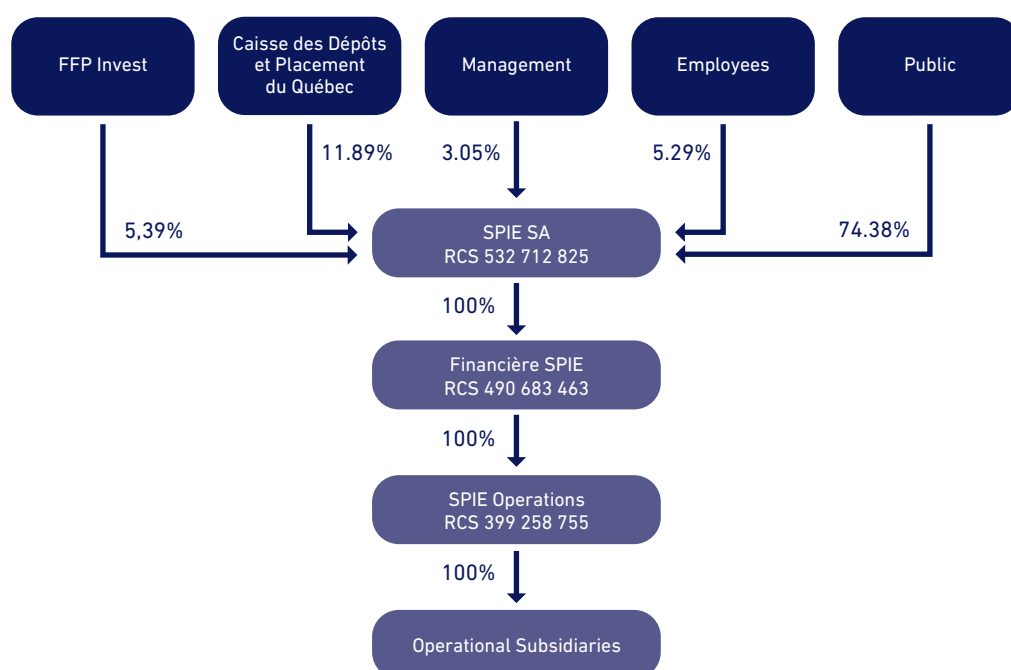 FFP Invest
Caisse des Dépôts
et Placement
du Québec
Management
Employees
Public
11.89%
3.05%
5.29%
5,39%
74.38%
SPIE SA
RCS 532 712 825
100%
Financière SPIE
RCS 490 683 463
100%
SPIE Operations
RCS 399 258 755
100%
Operational Subsidiaries